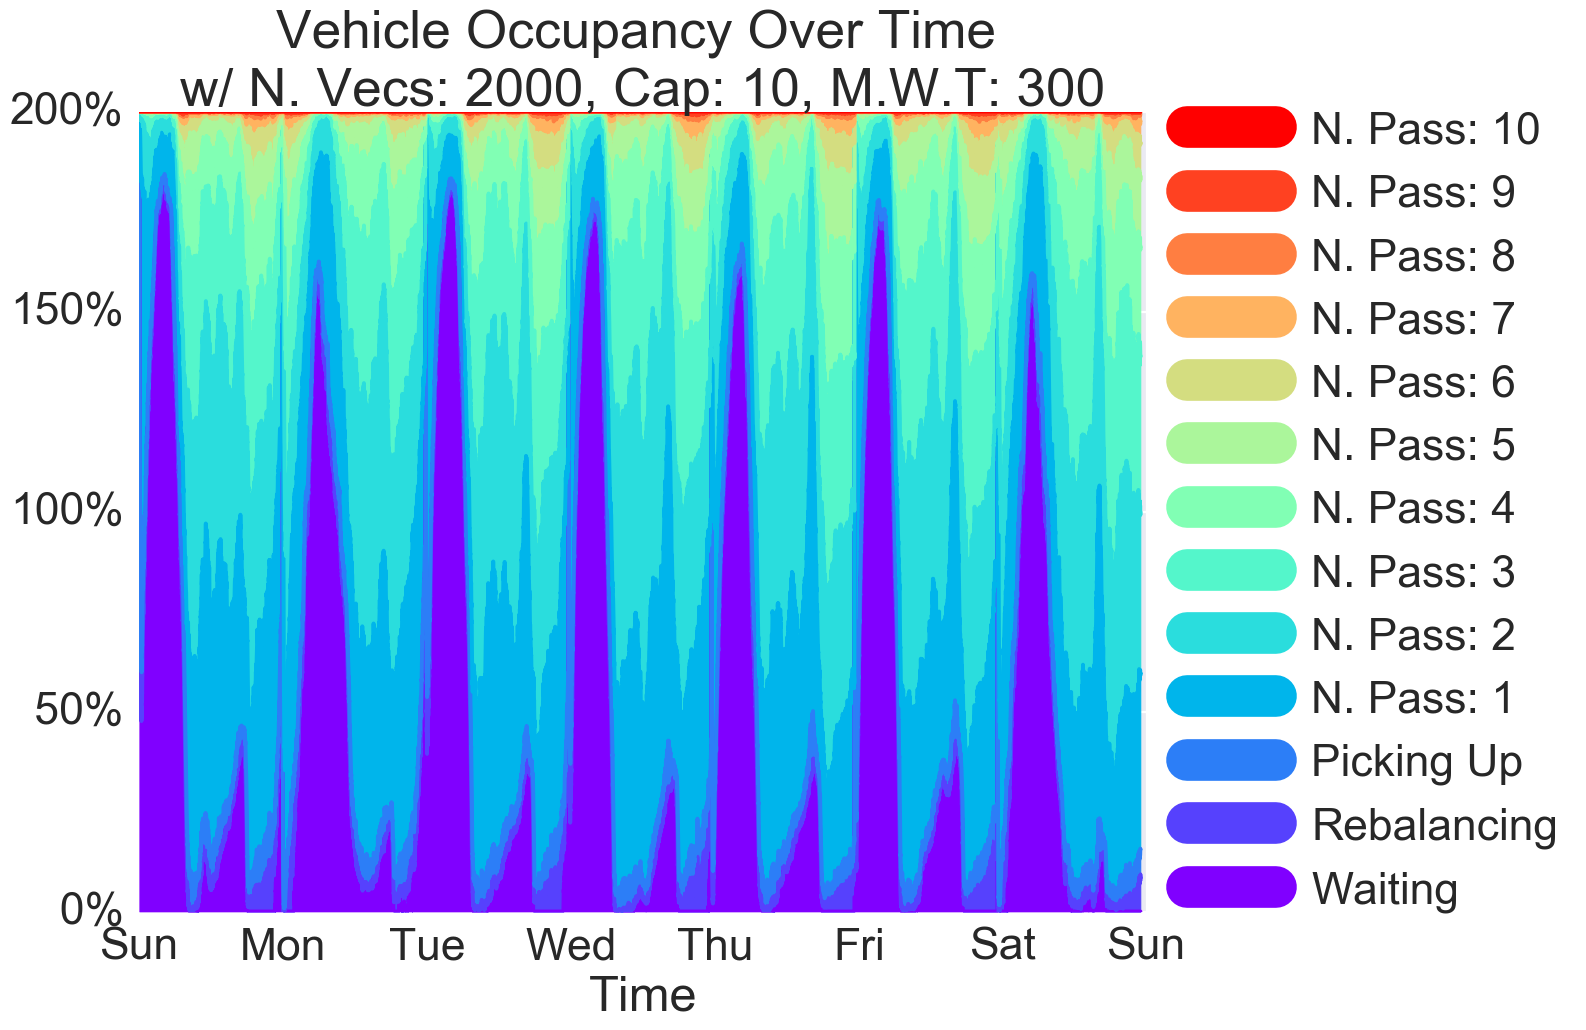 Vehicle Occupancy Over Time
w/ N. Vecs: 2000, Cap: 10, M.W.T: 300
200%
150%
100%
50%
0%
Sun Mon Tue Wed Thu Fri Sat Sun
Time
N. Pass: 10
N. Pass: 9
N. Pass: 8
N. Pass: 7
N. Pass: 6
N. Pass: 5
N. Pass: 4
N. Pass: 3
N. Pass: 2
N. Pass: 1
Picking Up
Rebalancing
Waiting